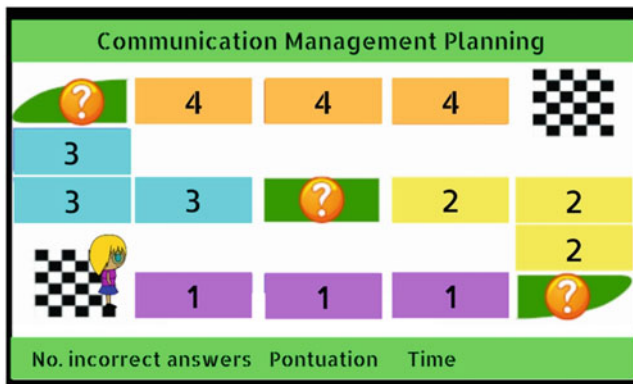 Communication Management Planning
? 4 4 4
3
3 3 ? 2 2
2
1 1 1 ?
No. incorrect answers Pontuation Time